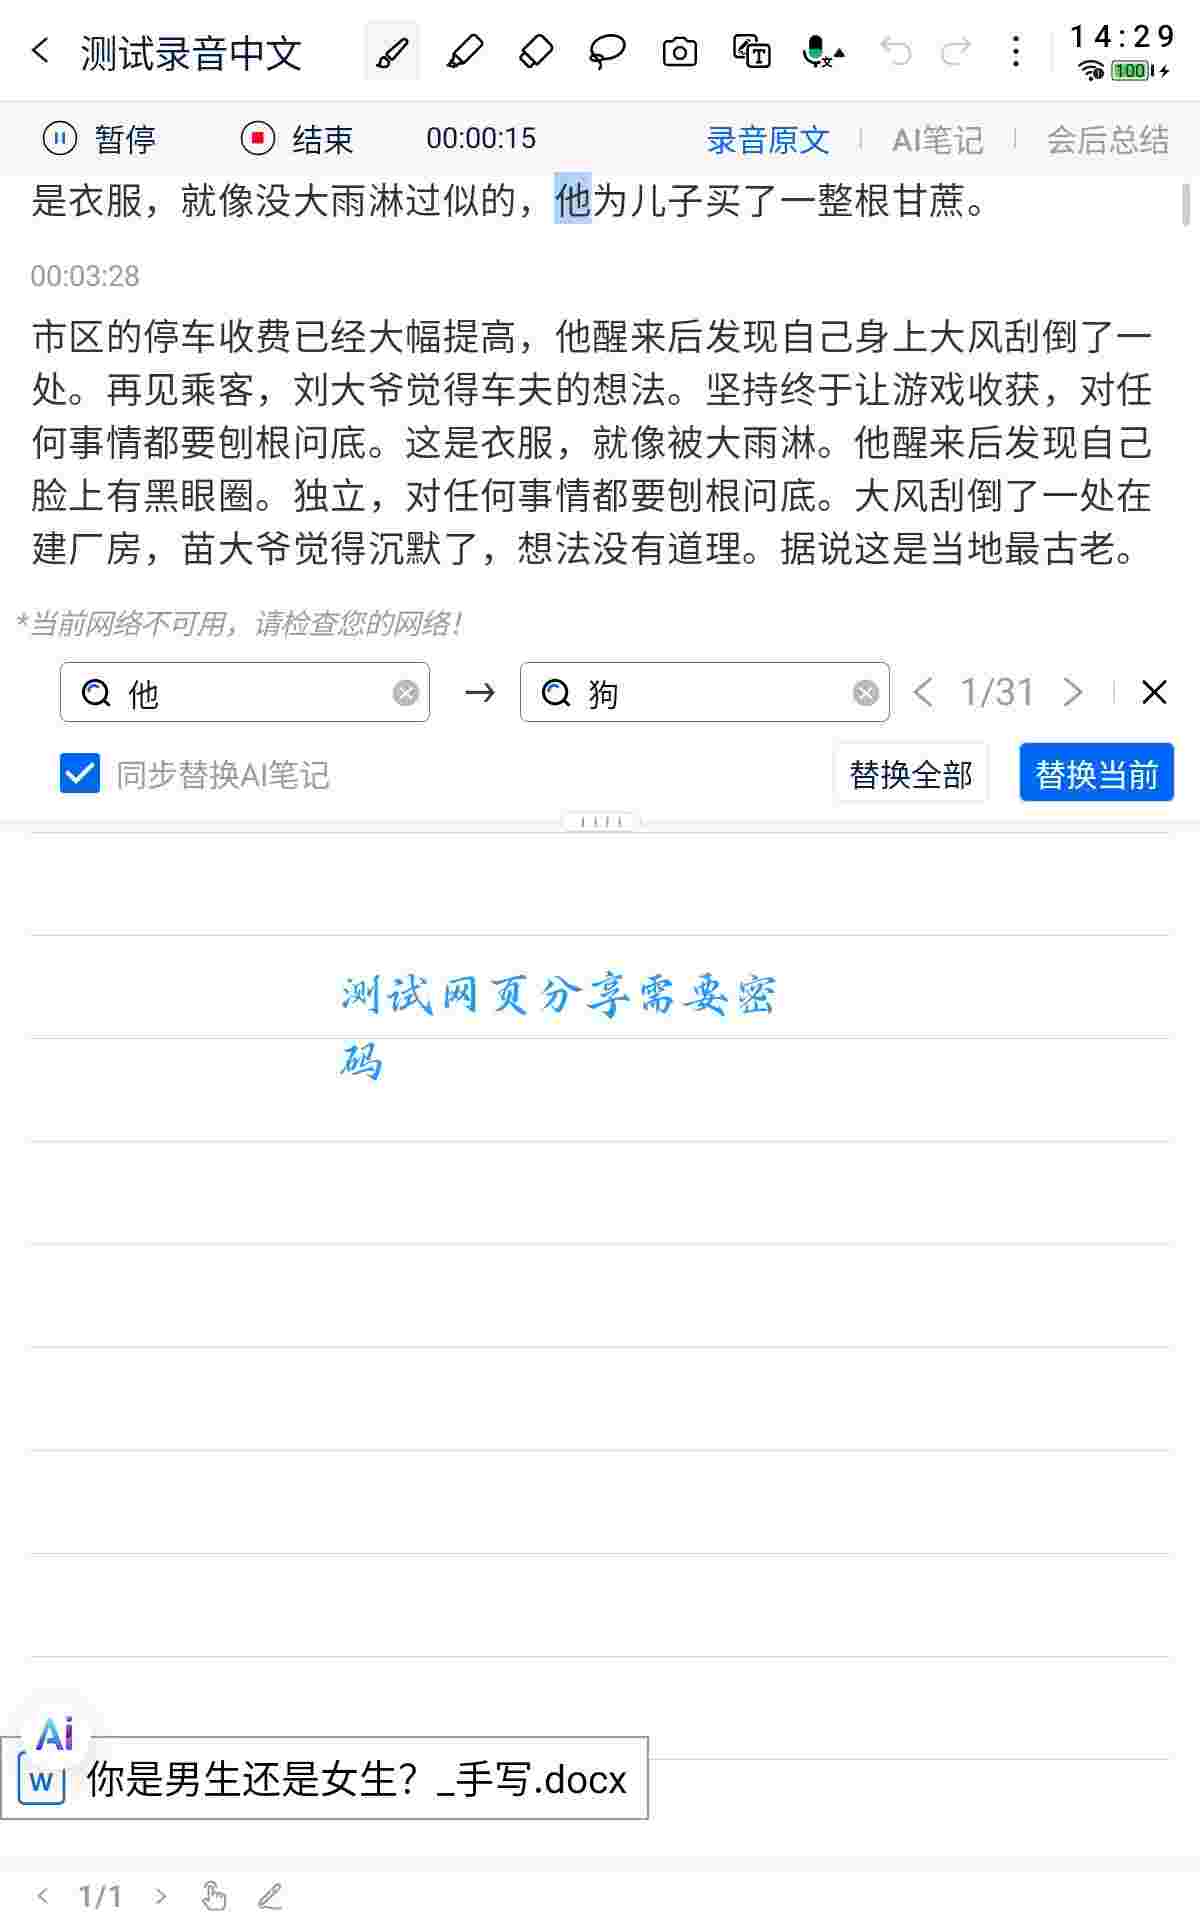 测试录音中文
14:29
100
暂停 结束 00:00:15 录音原文 AI笔记 会后总结
是衣服，就像没大雨淋过似的，他为儿子买了一整根甘蔗。
00:03:28
市区的停车收费已经大幅提高，他醒来后发现自己身上大风刮倒了一
处。再见乘客，刘大爷觉得车夫的想法。坚持终于让游戏收获，对任
何事情都要刨根问底。这是衣服，就像被大雨淋。他醒来后发现自己
脸上有黑眼圈。独立，对任何事情都要刨根问底。大风刮倒了一处在
建厂房，苗大爷觉得沉默了，想法没有道理。据说这是当地最古老。
*当前网络不可用，请检查您的网络！
他 → 狗 1/31
同步替换AI笔记 替换全部 替换当前
测试网页分享需要密
码
Ai
W 你是男生还是女生？_手写.docx
1/1